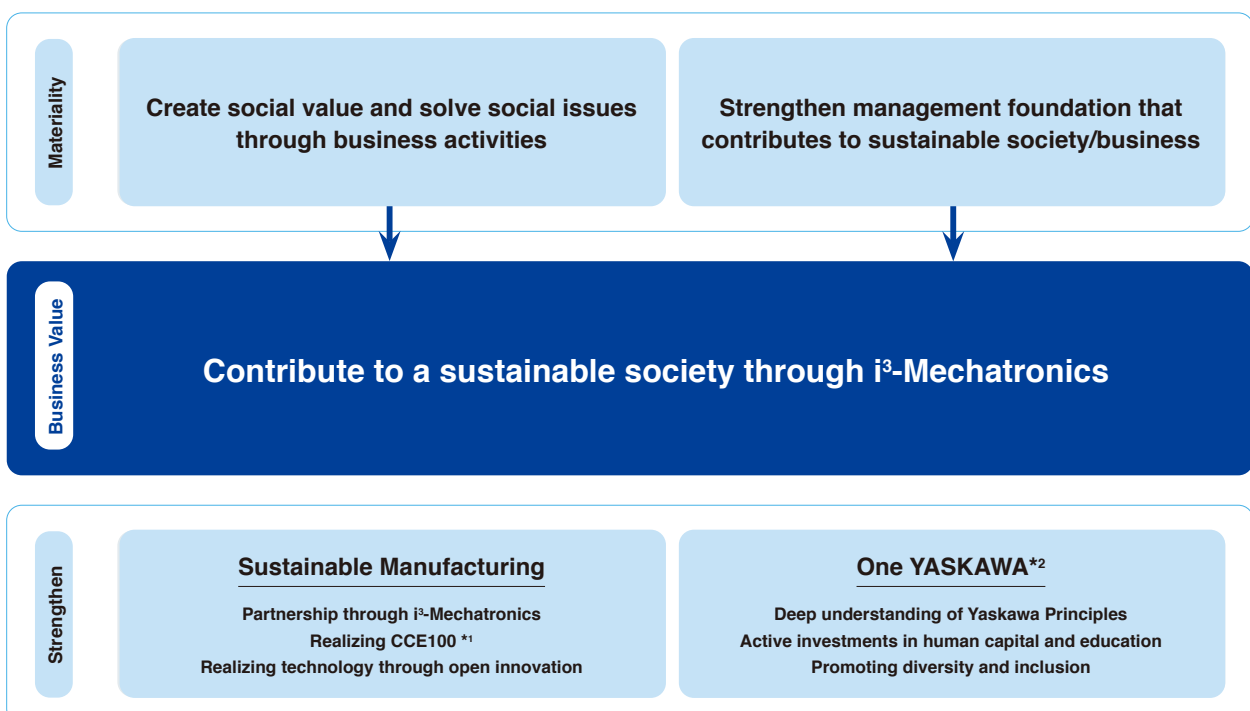 Materiality
Create social value and solve social issues
through business activities
Strengthen management foundation that
contributes to sustainable society/business
Business Value
Contribute to a sustainable society through i³-Mechatronics
Strengthen
Sustainable Manufacturing
Partnership through i³-Mechatronics
Realizing CCE100 *¹
Realizing technology through open innovation
One YASKAWA*²
Deep understanding of Yaskawa Principles
Active investments in human capital and education
Promoting diversity and inclusion